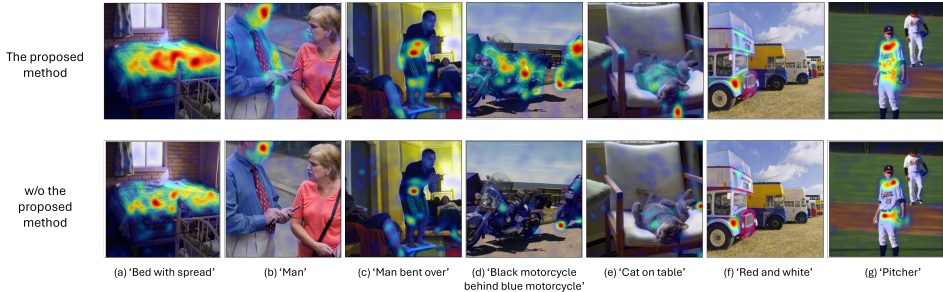 The proposed
method
w/o the
proposed
method
(a) ‘Bed with spread’
(b) ‘Man’
(c) ‘Man bent over’
(d) ‘Black motorcycle
behind blue motorcycle’
(e) ‘Cat on table’
(f) ‘Red and white’
(g) ‘Pitcher’